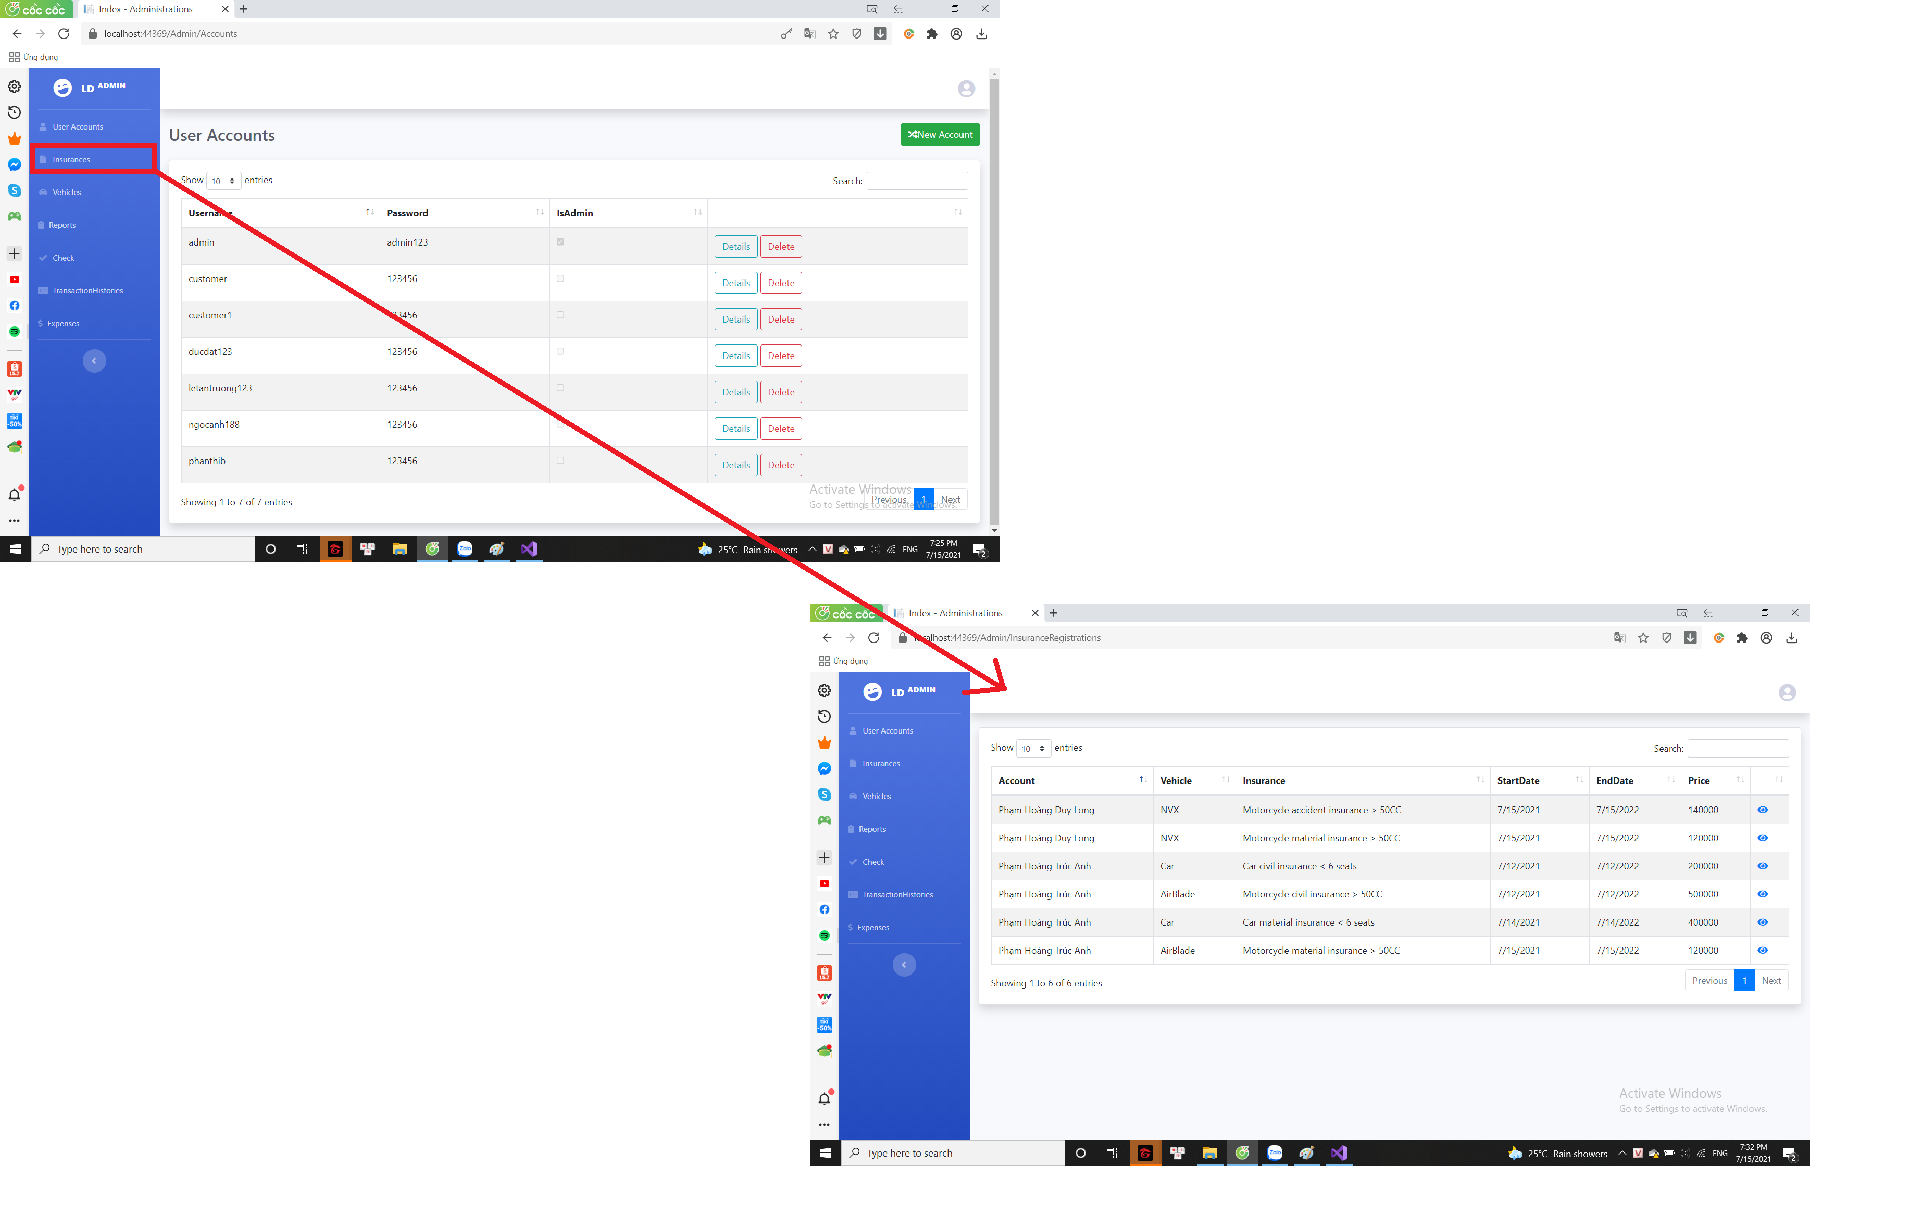 cốc cốc Index - Administrations
localhost:44369/Admin/Accounts
Ứng dụng
LD ADMIN
User Accounts
Insurances
Vehicles
Reports
Check
TransactionHistories
$ Expenses
User Accounts
New Account
Show 10 entries
Search:
Username Password IsAdmin
admin admin123 Details Delete
customer 123456 Details Delete
customer1 123456 Details Delete
ducdat123 123456 Details Delete
letantruong123 123456 Details Delete
ngocanh188 123456 Details Delete
phanthib 123456 Details Delete
Showing 1 to 7 of 7 entries
Previous 1 Next
Activate Windows
Go to Settings to activate Windows.
Type here to search
25°C Rain showers ENG
7:25 PM
7/15/2021
cốc cốc Index - Administrations
localhost:44369/Admin/InsuranceRegistrations
Ứng dụng
LD ADMIN
User Accounts
Insurances
Vehicles
Reports
Check
TransactionHistories
$ Expenses
Show 10 entries
Search:
Account Vehicle Insurance StartDate EndDate Price
Phạm Hoàng Duy Long NVX Motorcycle accident insurance > 50CC 7/15/2021 7/15/2022 140000
Phạm Hoàng Duy Long NVX Motorcycle material insurance > 50CC 7/15/2021 7/15/2022 120000
Phạm Hoàng Trúc Anh Car Car civil insurance < 6 seats 7/12/2021 7/12/2022 200000
Phạm Hoàng Trúc Anh AirBlade Motorcycle civil insurance > 50CC 7/12/2021 7/12/2022 500000
Phạm Hoàng Trúc Anh Car Car material insurance < 6 seats 7/14/2021 7/14/2022 400000
Phạm Hoàng Trúc Anh AirBlade Motorcycle material insurance > 50CC 7/15/2021 7/15/2022 120000
Showing 1 to 6 of 6 entries
Previous 1 Next
Activate Windows
Go to Settings to activate Windows.
Type here to search
25°C Rain showers ENG
7:32 PM
7/15/2021